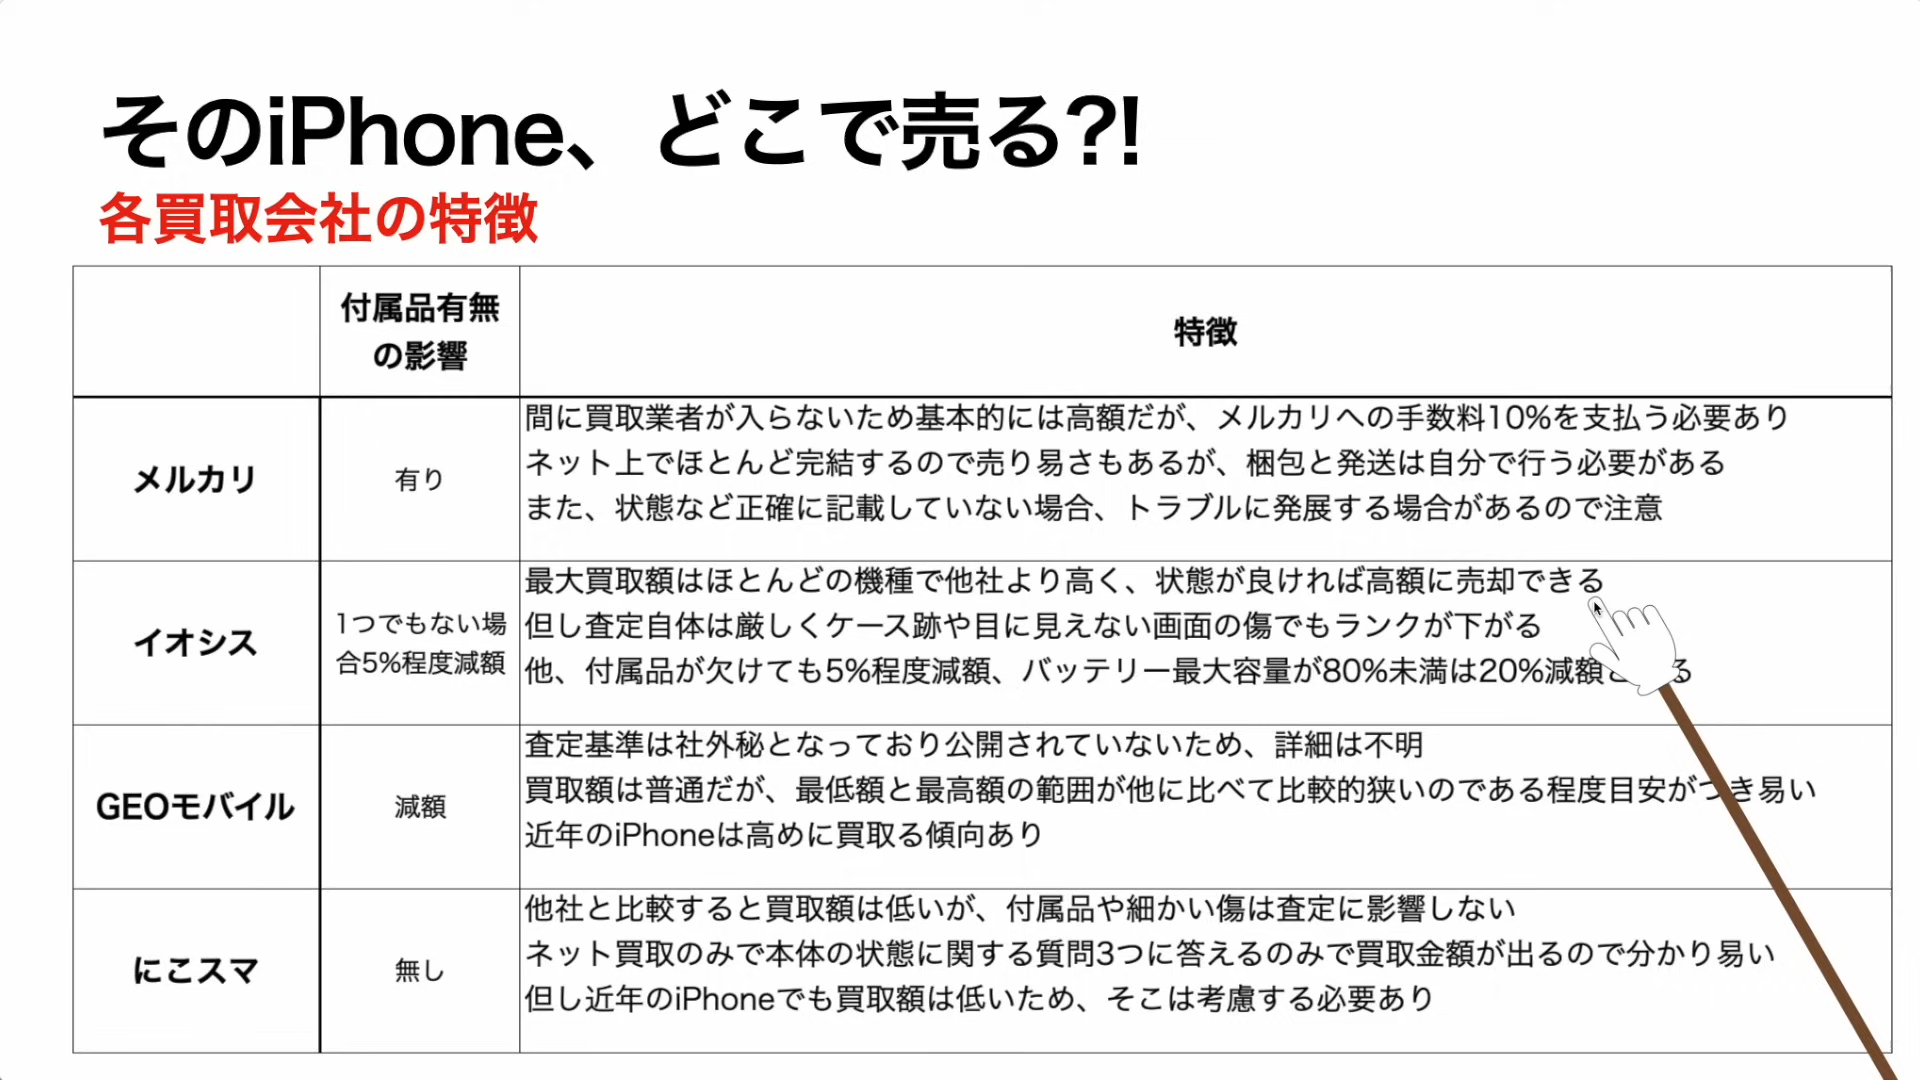 そのiPhone、どこで売る?!
各買取会社の特徴
付属品有無
の影響
特徴
メルカリ
有り
間に買取業者が入らないため基本的には高額だが、メルカリへの手数料10%を支払う必要あり
ネット上でほとんど完結するので売り易さもあるが、梱包と発送は自分で行う必要がある
また、状態など正確に記載していない場合、トラブルに発展する場合があるので注意
イオシス
1つでもない場
合5%程度減額
最大買取額はほとんどの機種で他社より高く、状態が良ければ高額に売却できる
但し査定自体は厳しくケース跡や目に見えない画面の傷でもランクが下がる
他、付属品が欠けても5%程度減額、バッテリー最大容量が80%未満は20%減額となる
GEOモバイル
減額
査定基準は社外秘となっており公開されていないため、詳細は不明
買取額は普通だが、最低額と最高額の範囲が他に比べて比較的狭いのである程度目安がつき易い
近年のiPhoneは高めに買取る傾向あり
にこスマ
無し
他社と比較すると買取額は低いが、付属品や細かい傷は査定に影響しない
ネット買取のみで本体の状態に関する質問3つに答えるのみで買取金額が出るので分かり易い
但し近年のiPhoneでも買取額は低いため、そこは考慮する必要あり